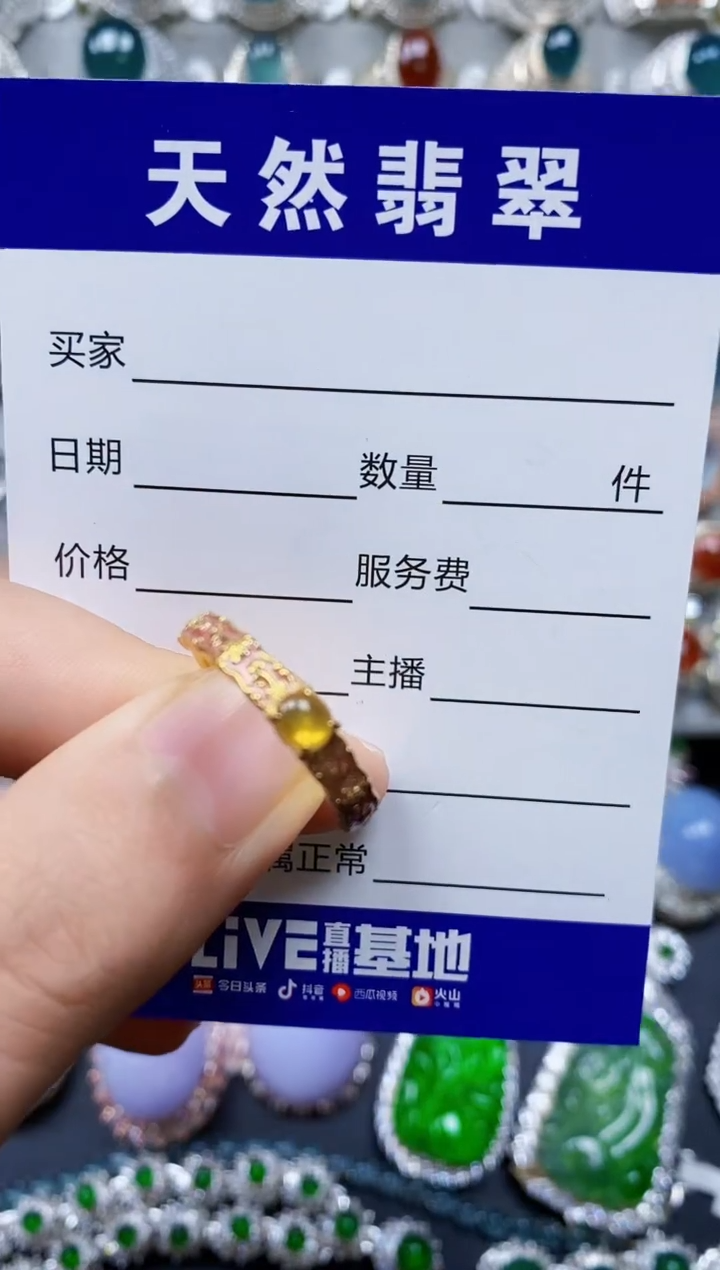 天然翡翠
买家
日期 数量 件
价格 服务费
主播
属正常
LiVE直播基地
头条 今日头条 抖音 西瓜视频 火山